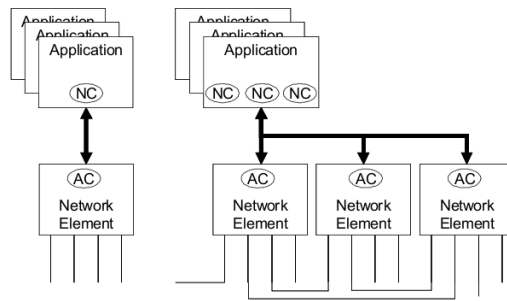 Application
Application
Application
NC
AC
Network
Element
Application
Application
Application
NC NC NC
AC AC AC
Network Network Network
Element Element Element